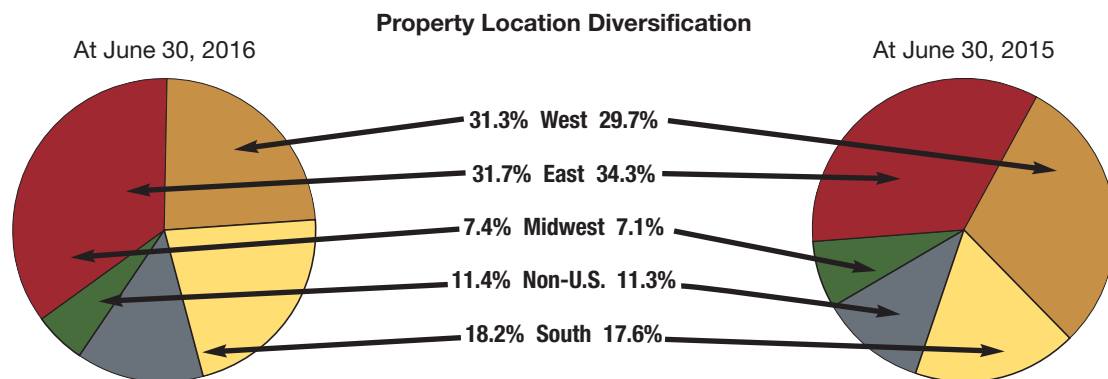 Property Location Diversification
At June 30, 2016
At June 30, 2015
31.3% West 29.7%
31.7% East 34.3%
7.4% Midwest 7.1%
11.4% Non-U.S. 11.3%
18.2% South 17.6%